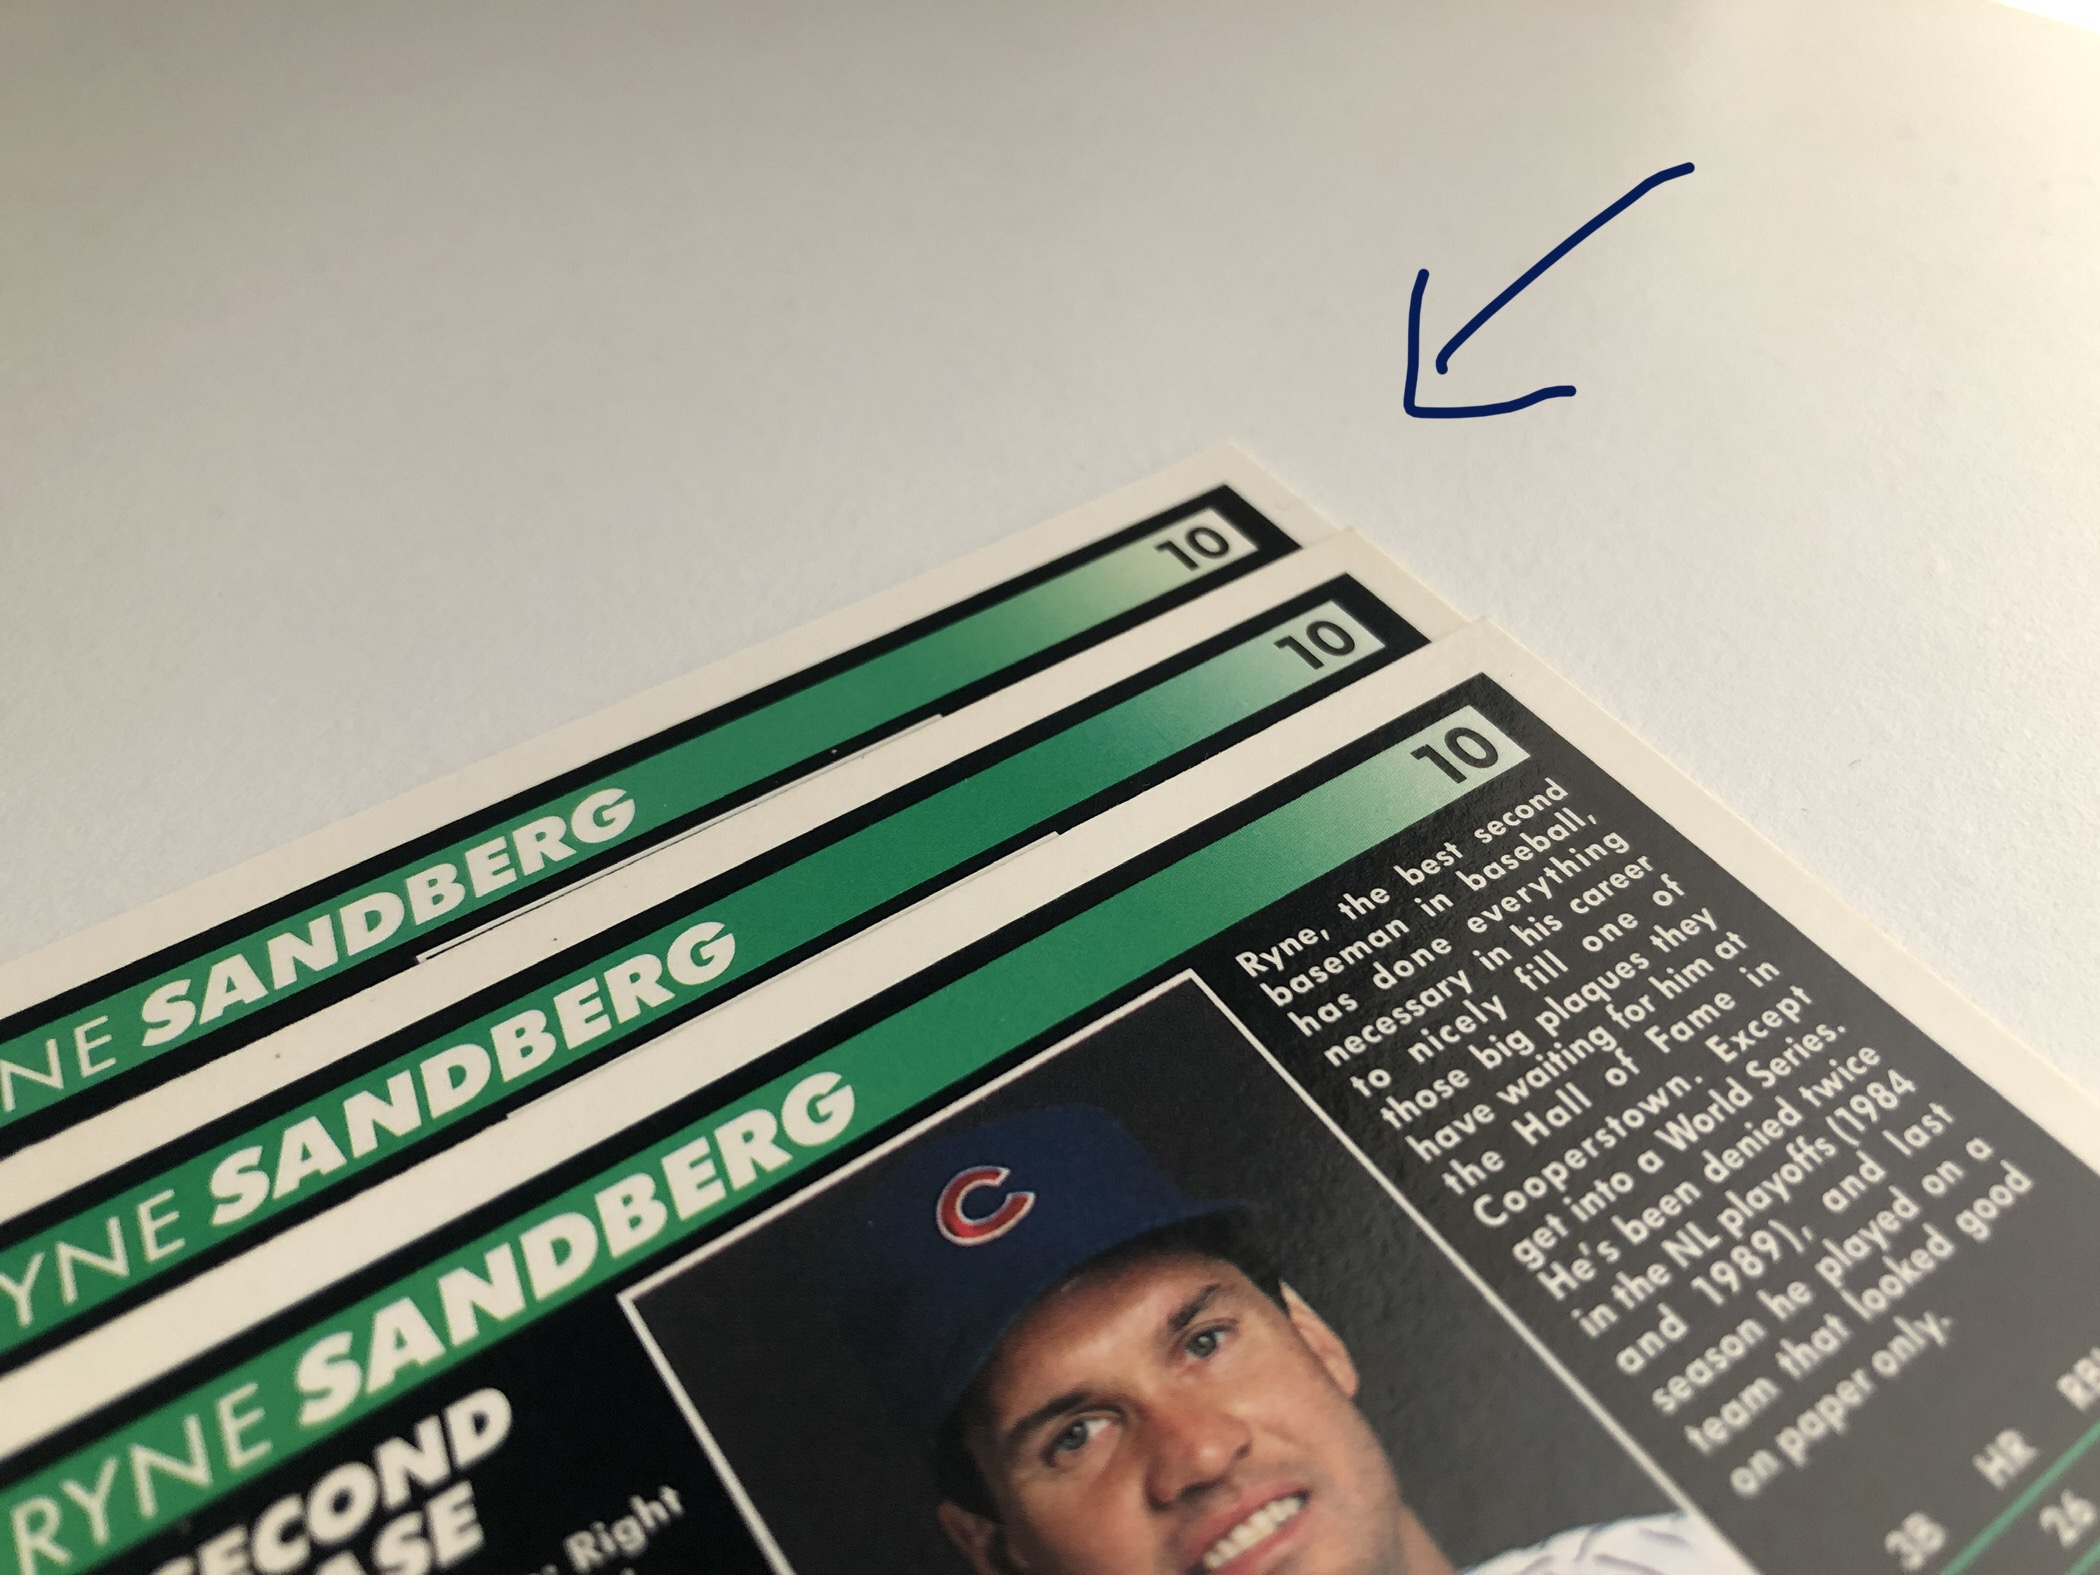 10
NE SANDBERG
10
YNE SANDBERG
10
RYNE SANDBERG
C
SECOND
Right
Ryne, the best second
baseman in baseball,
has done everything
necessary in his career
to nicely fill one of
those big plaques they
have waiting for him at
the Hall of Fame in
Cooperstown. Except
get into a World Series.
He's been denied twice
in the NL playoffs (1984
and 1989), and last
season he played on a
team that looked good
on paper only.
3B HR
26